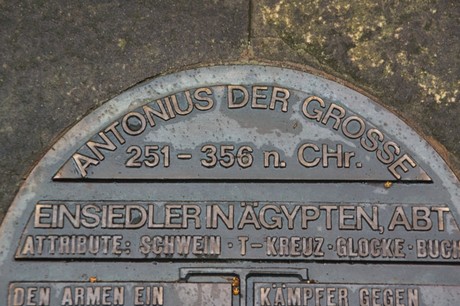 ANTONIUS DER GROSSE
251 - 356 n. CHr.
EINSIEDLER IN ÄGYPTEN, ABT
ATTRIBUTE: SCHWEIN · T-KREUZ · GLOCKE · BUCH
DEN ARMEN EIN
KÄMPFER GEGEN